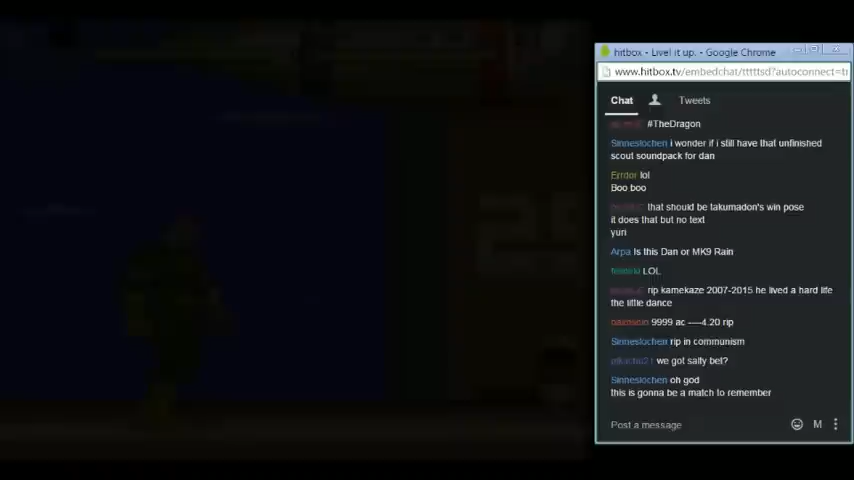 hitbox - Live! it up. - Google Chrome
www.hitbox.tv/embedchat/tttttsd?autoconnect=tr
Chat Tweets
#TheDragon
Sinneslochen i wonder if i still have that unfinished
scout soundpack for dan
Errdor lol
Boo boo
that should be takumadon's win pose
it does that but no text
yuri
Arpa Is this Dan or MK9 Rain
LOL
rip kamekaze 2007-2015 he lived a hard life
the little dance
9999 ac ----4.20 rip
Sinneslochen rip in communism
we got salty bet?
Sinneslochen oh god
this is gonna be a match to remember
Post a message M